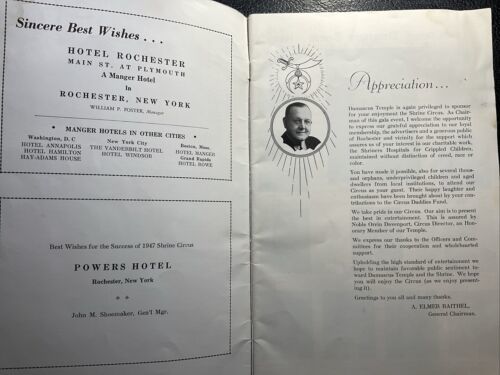 Sincere Best Wishes . . .
HOTEL ROCHESTER
MAIN ST. AT PLYMOUTH
A Manger Hotel
In
ROCHESTER, NEW YORK
WILLIAM P. FOSTER, Manager
• MANGER HOTELS IN OTHER CITIES •
Washington, D. C
HOTEL ANNAPOLIS
HOTEL HAMILTON
HAY-ADAMS HOUSE
New York City
THE VANDERBILT HOTEL
HOTEL WINDSOR
Boston, Mass.
HOTEL MANGER
Grand Rapids
HOTEL ROWE
Best Wishes for the Success of 1947 Shrine Circus
POWERS HOTEL
Rochester, New York
John M. Shoemaker, Gen'l Mgr.
Appreciation . . .
Damascus Temple is again privileged to sponsor
for your enjoyment the Shrine Circus. As Chair-
man of this gala event, I welcome the opportunity
to express our grateful appreciation to our loyal
membership, the advertisers and a generous public
of Rochester and vicinity for the support which
assures us of your interest in our charitable work,
the Shriners Hospitals for Crippled Children,
maintained without distinction of creed, race or
color.
You have made it possible, also for several thous-
and orphans, underprivileged children and aged
dwellers from local institutions, to attend our
Circus as your guest. Their happy laughter and
enthusiasm have been brought about by your con-
tributions to the Circus Daddies Fund.
We take pride in our Circus. Our aim is to present
the best in entertainment. This is assured by
Noble Orrin Davenport, Circus Director, as Hon-
orary Member of our Temple.
We express our thanks to the Officers and Com-
mittees for their cooperation and wholehearted
support.
Upholding the high standard of entertainment we
hope to maintain favorable public sentiment to-
ward Damascus Temple and the Shrine. We hope
you will enjoy the Circus (as we enjoy present-
ing it).
Greetings to you all and many thanks.
A. ELMER RAITHEL,
General Chairman.